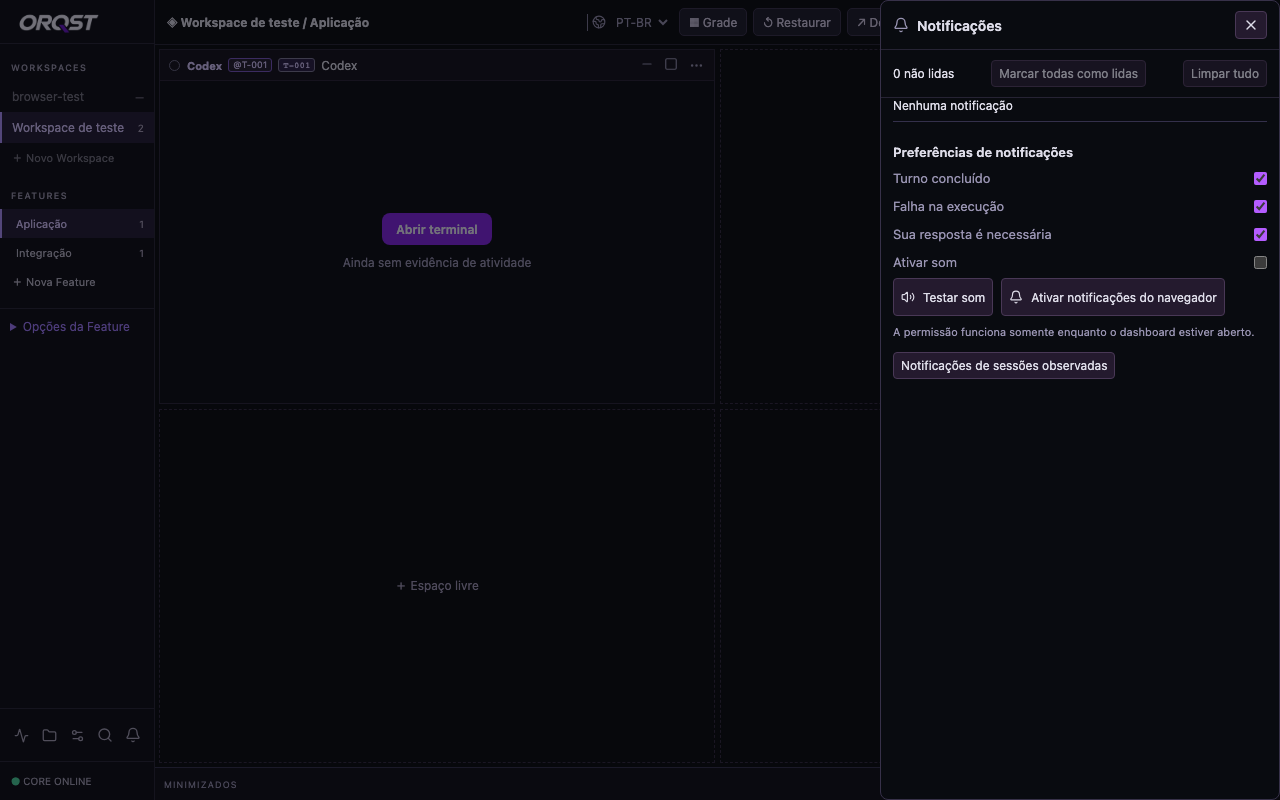 ORQST
WORKSPACES
browser-test
Workspace de teste 2
+ Novo Workspace
FEATURES
Aplicação 1
Integração 1
+ Nova Feature
Opções da Feature
CORE ONLINE
Workspace de teste / Aplicação
PT-BR
Grade
Restaurar
Codex @T-001 T-001 Codex
Abrir terminal
Ainda sem evidência de atividade
+ Espaço livre
MINIMIZADOS
Notificações
0 não lidas
Marcar todas como lidas
Limpar tudo
Nenhuma notificação
Preferências de notificações
Turno concluído
Falha na execução
Sua resposta é necessária
Ativar som
Testar som
Ativar notificações do navegador
A permissão funciona somente enquanto o dashboard estiver aberto.
Notificações de sessões observadas